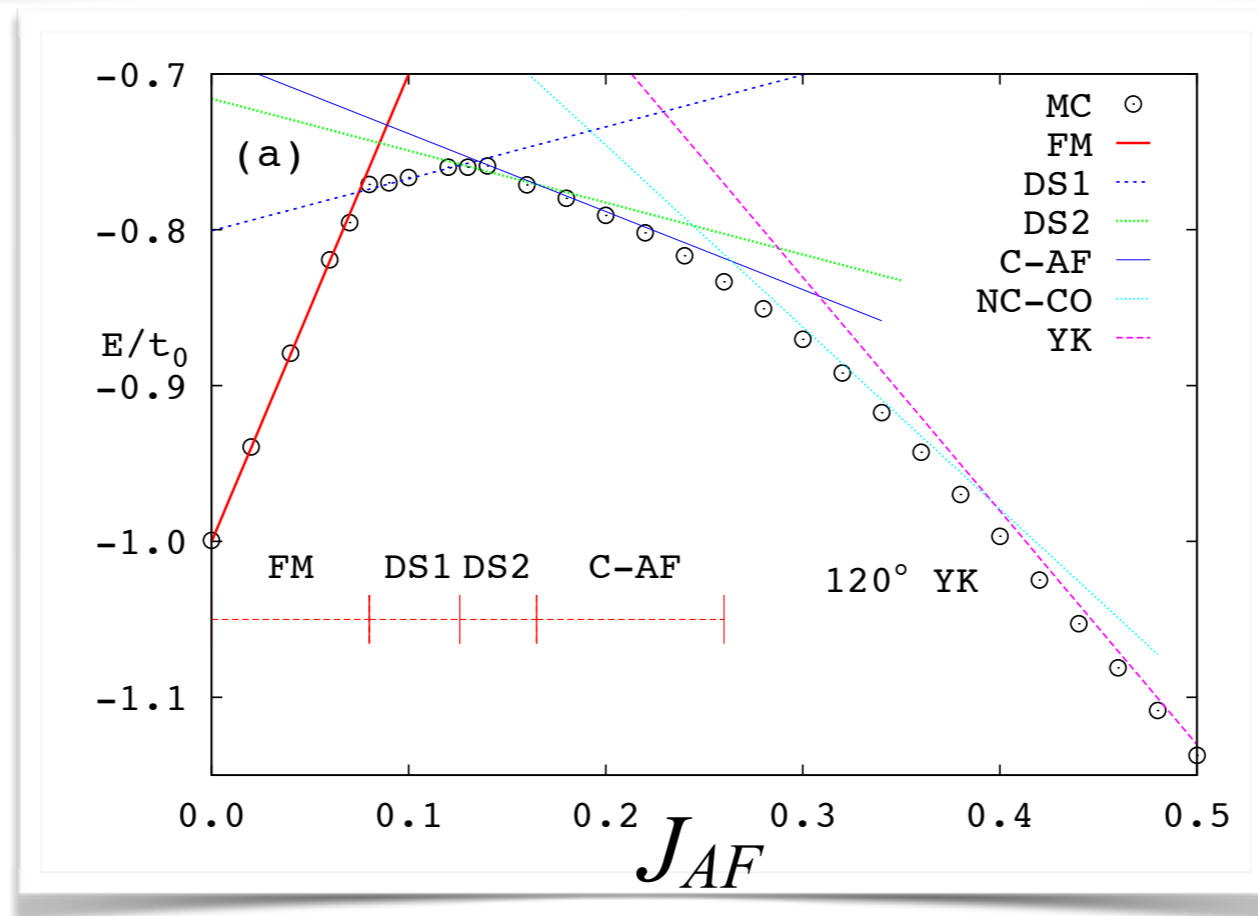 -0.7
-0.8
E/t0
-0.9
-1.0
-1.1
(a)
MC
FM
DS1
DS2
C-AF
NC-CO
YK
FM DS1 DS2 C-AF 120° YK
0.0 0.1 0.2 0.3 0.4 0.5
JAF